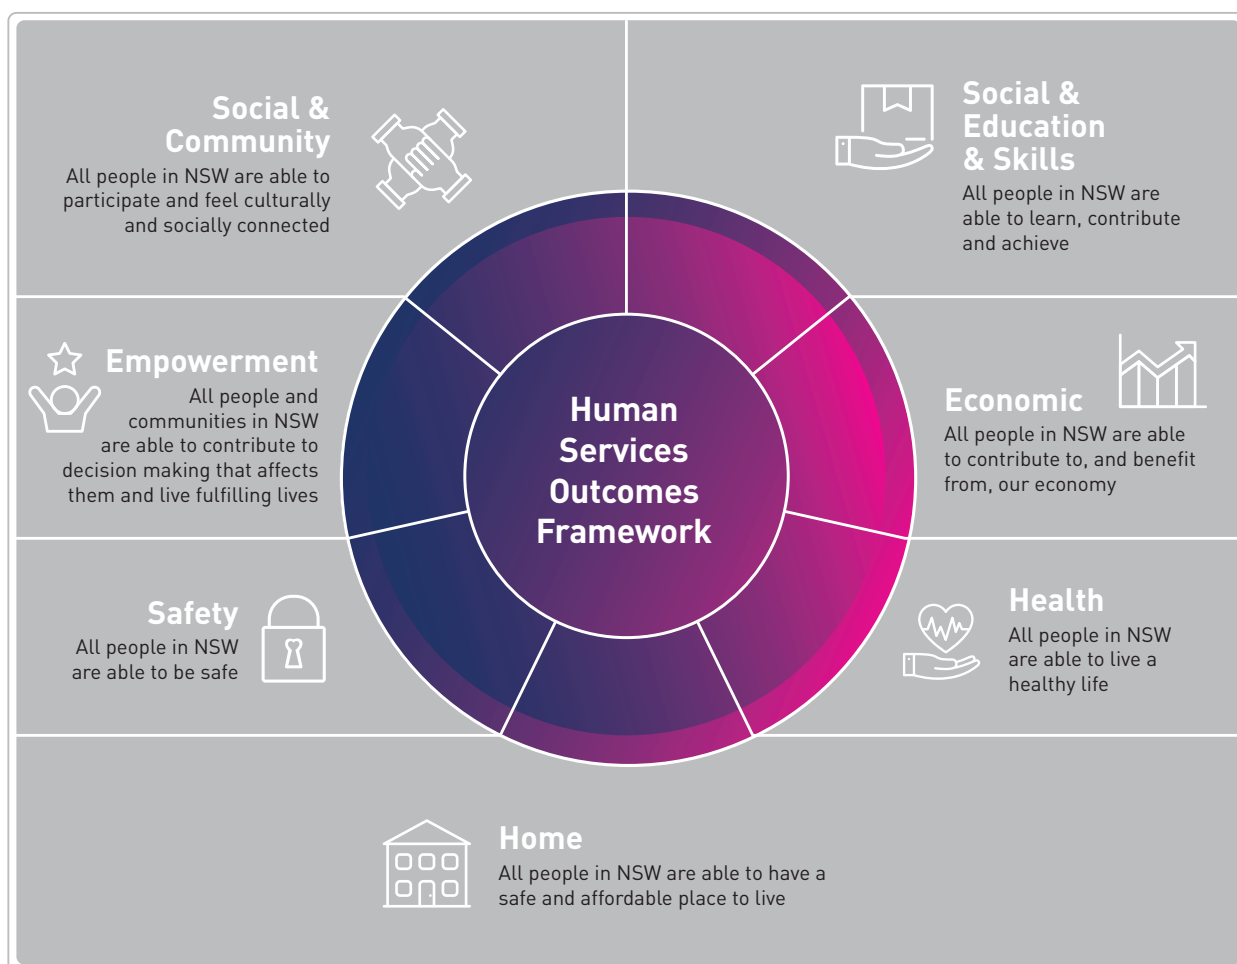 Social &
Community
All people in NSW are able to
participate and feel culturally
and socially connected
Social &
Education
& Skills
All people in NSW are
able to learn, contribute
and achieve
Empowerment
All people and
communities in NSW
are able to contribute to
decision making that affects
them and live fulfilling lives
Human
Services
Outcomes
Framework
Economic
All people in NSW are able
to contribute to, and benefit
from, our economy
Safety
All people in NSW
are able to be safe
Health
All people in NSW
are able to live a
healthy life
Home
All people in NSW are able to have a
safe and affordable place to live